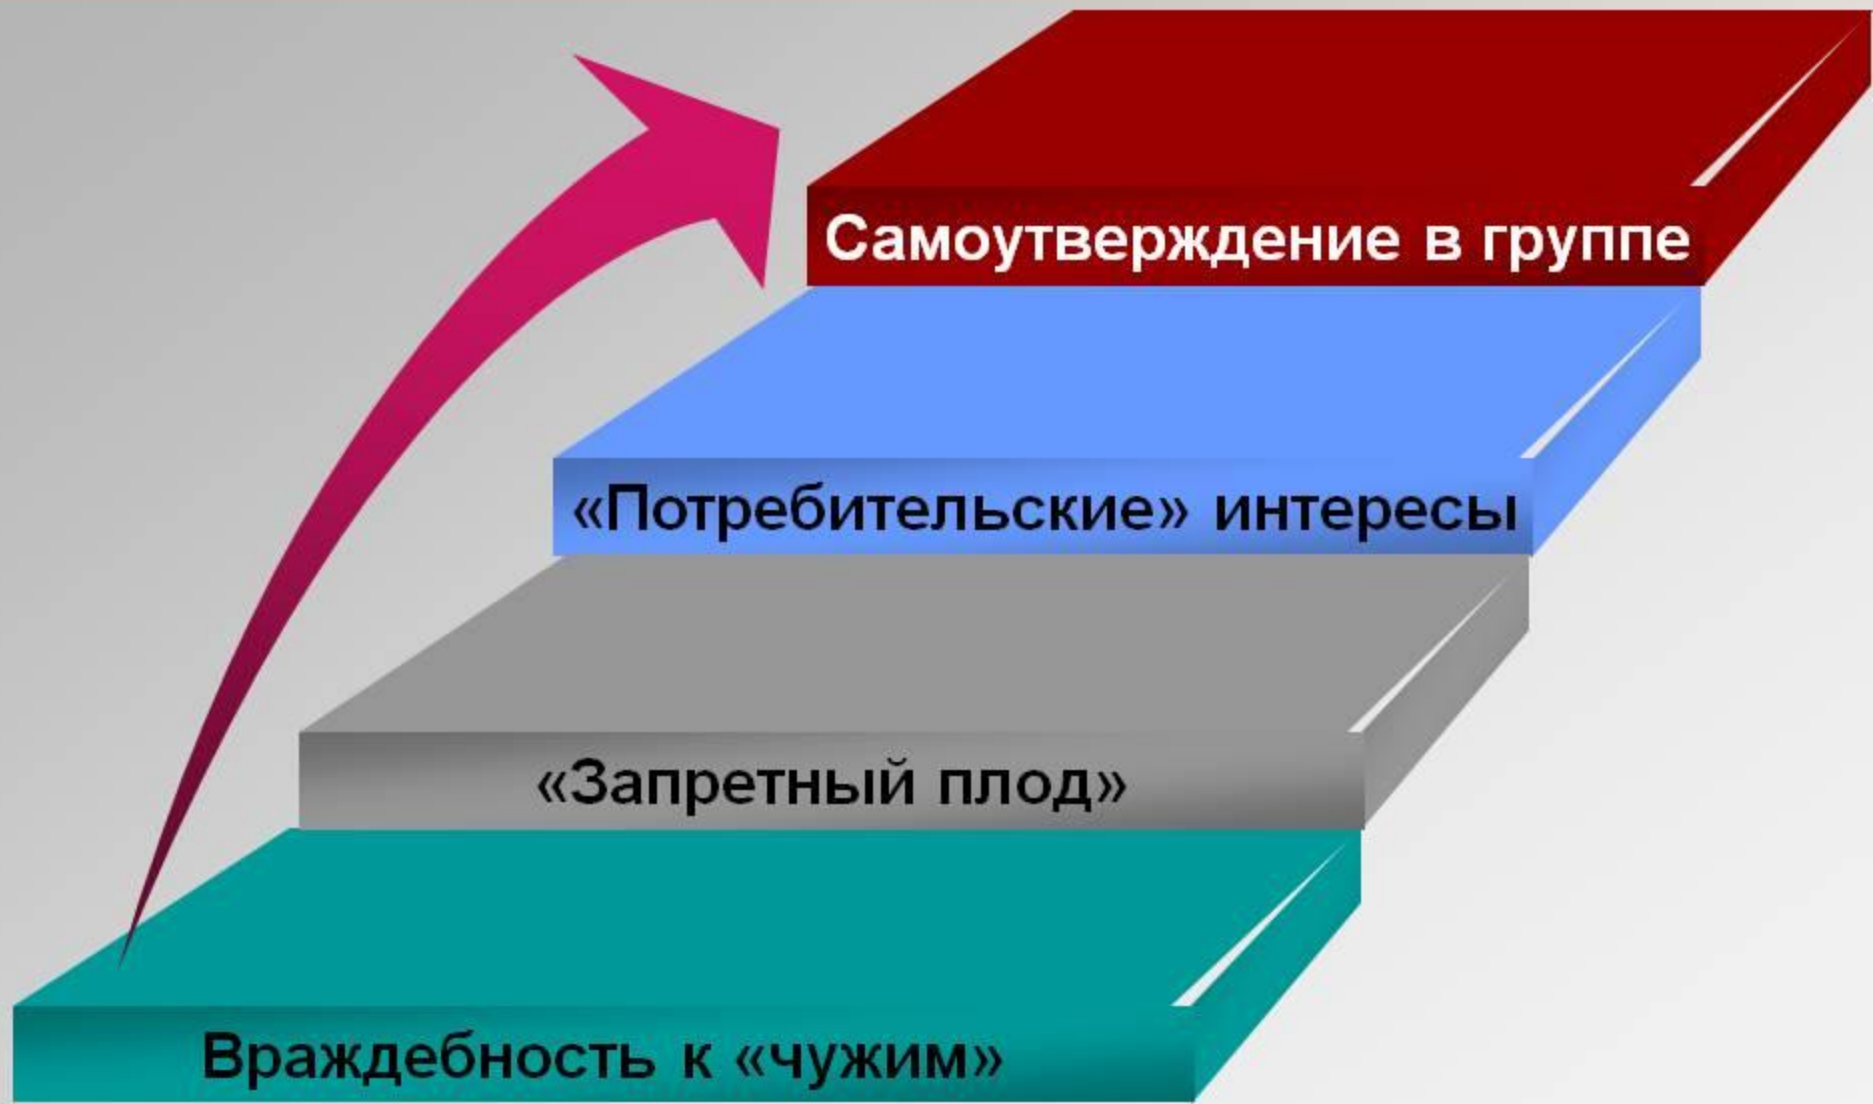 Самоутверждение в группе
«Потребительские» интересы
«Запретный плод»
Враждебность к «чужим»